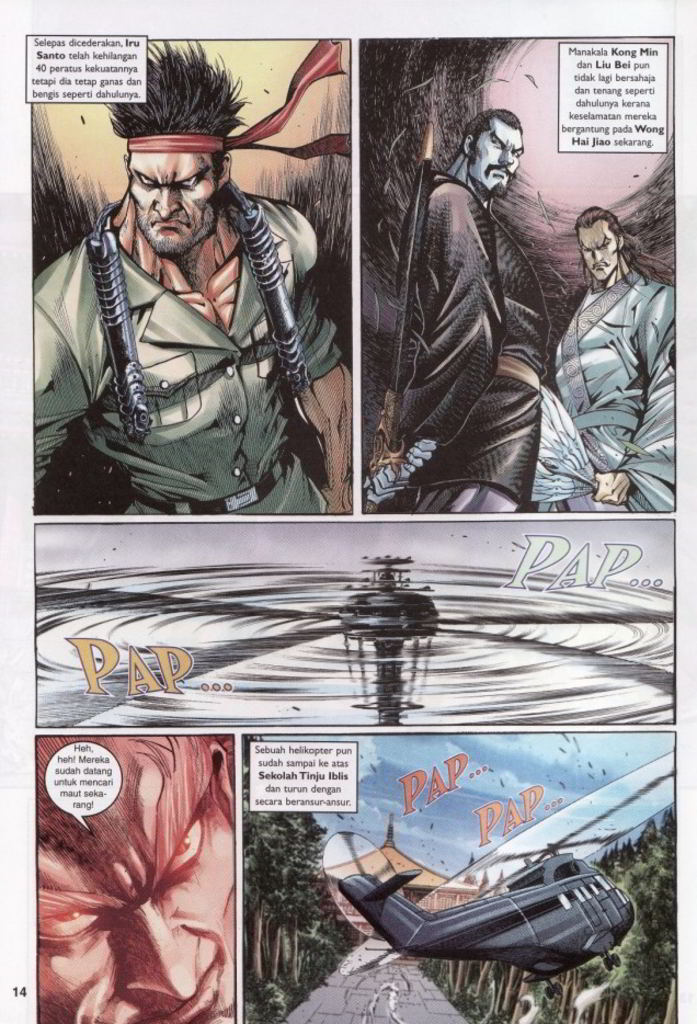 Selepas dicederakan, Iru
Santo telah kehilangan
40 peratus kekuatannya
tetapi dia tetap ganas dan
bengis seperti dahulunya.
Manakala Kong Min
dan Liu Bei pun
tidak lagi bersahaja
dan tenang seperti
dahulunya kerana
keselamatan mereka
bergantung pada Wong
Hai Jiao sekarang.
PAP...
PAP...
Heh,
heh! Mereka
sudah datang
untuk mencari
maut seka-
rang!
Sebuah helikopter pun
sudah sampai ke atas
Sekolah Tinju Iblis
dan turun dengan
secara beransur-ansur.
PAP...
PAP...
14